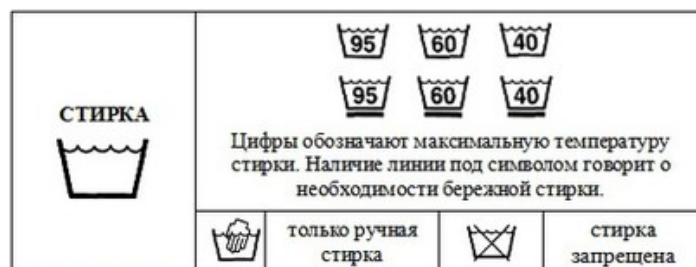 СТИРКА
95 60 40
95 60 40
Цифры обозначают максимальную температуру
стирки. Наличие линии под символом говорит о
необходимости бережной стирки.
только ручная
стирка
стирка
запрещена